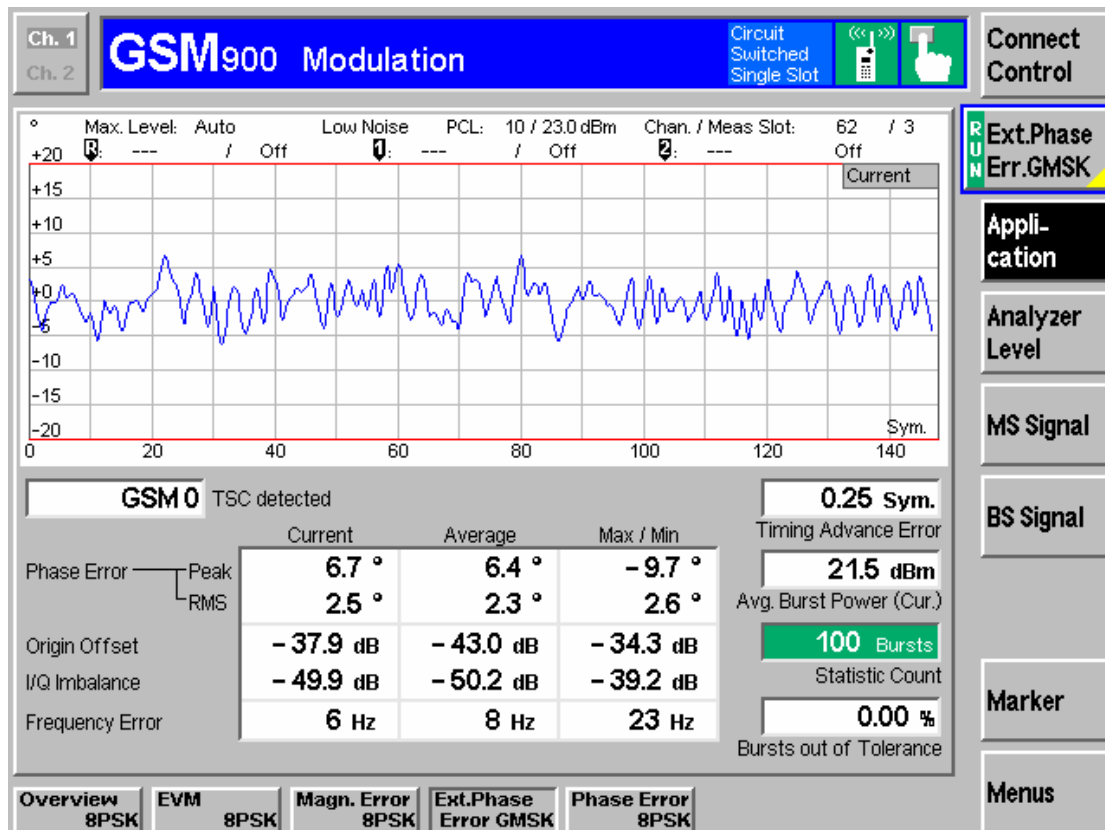 Ch. 1
Ch. 2
GSM900 Modulation
Circuit
Switched
Single Slot
Connect
Control
° Max. Level: Auto Low Noise PCL: 10 / 23.0 dBm Chan. / Meas Slot: 62 / 3
R: --- / Off 1: --- / Off 2: --- Off
Current
+20
+15
+10
+5
+0
-5
-10
-15
-20
Sym.
0 20 40 60 80 100 120 140
RUN
Ext.Phase
Err.GMSK
Appli-
cation
Analyzer
Level
MS Signal
BS Signal
Marker
Menus
GSM 0 TSC detected
Current Average Max / Min
Phase Error Peak 6.7 ° 6.4 ° -9.7 °
RMS 2.5 ° 2.3 ° 2.6 °
Origin Offset -37.9 dB -43.0 dB -34.3 dB
I/Q Imbalance -49.9 dB -50.2 dB -39.2 dB
Frequency Error 6 Hz 8 Hz 23 Hz
0.25 Sym.
Timing Advance Error
21.5 dBm
Avg. Burst Power (Cur.)
100 Bursts
Statistic Count
0.00 %
Bursts out of Tolerance
Overview
8PSK
EVM
8PSK
Magn. Error
8PSK
Ext.Phase
Error GMSK
Phase Error
8PSK